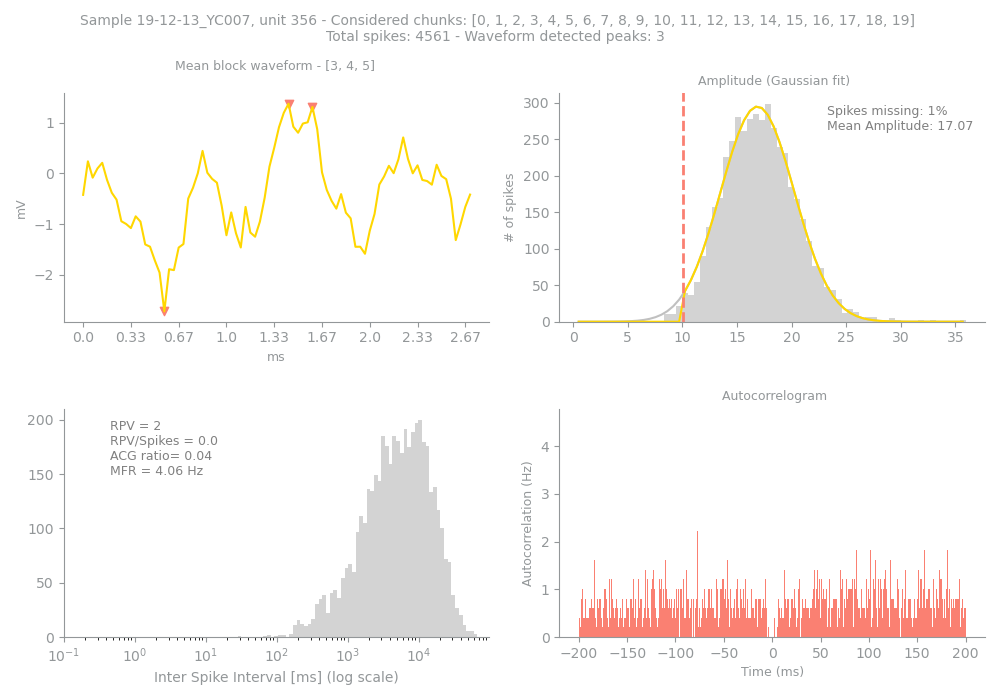 Sample 19-12-13_YC007, unit 356 - Considered chunks: [0, 1, 2, 3, 4, 5, 6, 7, 8, 9, 10, 11, 12, 13, 14, 15, 16, 17, 18, 19]
Total spikes: 4561 - Waveform detected peaks: 3
Mean block waveform - [3, 4, 5]
1
0
−1
−2
mV
0.0 0.33 0.67 1.0 1.33 1.67 2.0 2.33 2.67
ms
Amplitude (Gaussian fit)
Spikes missing: 1%
Mean Amplitude: 17.07
300
250
200
150
100
50
0
# of spikes
0 5 10 15 20 25 30 35
RPV = 2
RPV/Spikes = 0.0
ACG ratio= 0.04
MFR = 4.06 Hz
200
150
100
50
0
10⁻¹ 10⁰ 10¹ 10² 10³ 10⁴
Inter Spike Interval [ms] (log scale)
Autocorrelogram
4
3
2
1
0
Autocorrelation (Hz)
−200 −150 −100 −50 0 50 100 150 200
Time (ms)